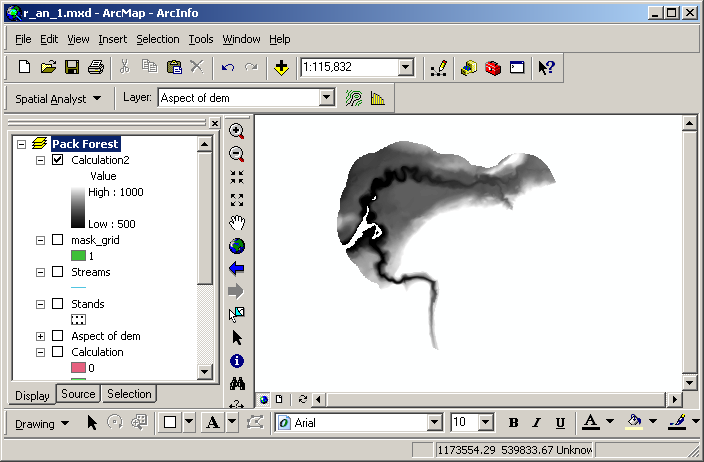 r_an_1.mxd - ArcMap - ArcInfo
File Edit View Insert Selection Tools Window Help
1:115,832
Spatial Analyst Layer: Aspect of dem
Pack Forest
Calculation2
Value
High : 1000
Low : 500
mask_grid
1
Streams
Stands
Aspect of dem
Calculation
0
Display Source Selection
Drawing A Arial 10 B I U A
1173554.29 539833.67 Unknow